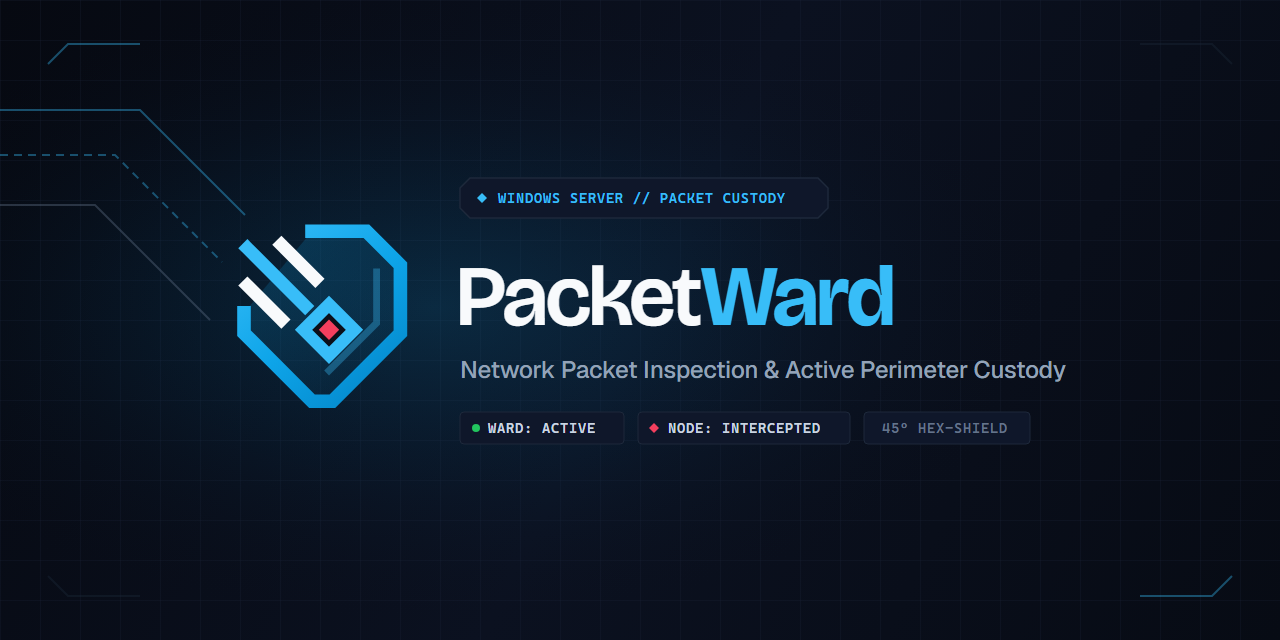 WINDOWS SERVER // PACKET CUSTODY
PacketWard
Network Packet Inspection & Active Perimeter Custody
WARD: ACTIVE
NODE: INTERCEPTED
45° HEX-SHIELD